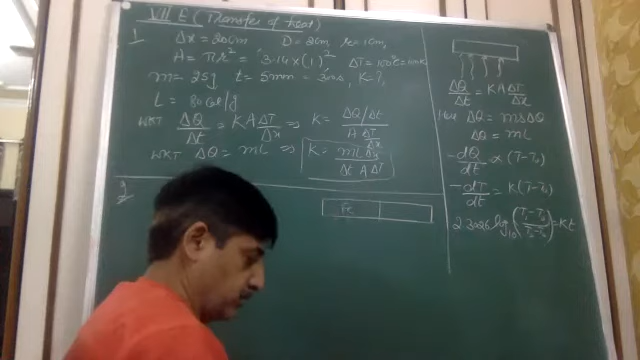 VII E (Transfer of heat)
1 Δx = 20cm D = 2cm, r = 1cm,
A = πr² = 3.14 × (1)² ΔT = 100°C = 100K
m = 25g t = 5min = 300s, K = ?,
L = 80 Cal/g
WKT ΔQ/Δt = KA ΔT/Δx ⇒ K = (ΔQ/Δt)/(A ΔT/Δx)
WKT ΔQ = mL ⇒ K = mL Δx/(Δt A ΔT)
Fe
ΔQ/Δt = KA ΔT/Δx
ΔQ = msΔθ
ΔQ = mL
-dQ/dt ∝ (T-T₀)
-dT/dt = K(T-T₀)
2.3026 log₁₀((T₁-T₀)/(T₂-T₀)) = Kt